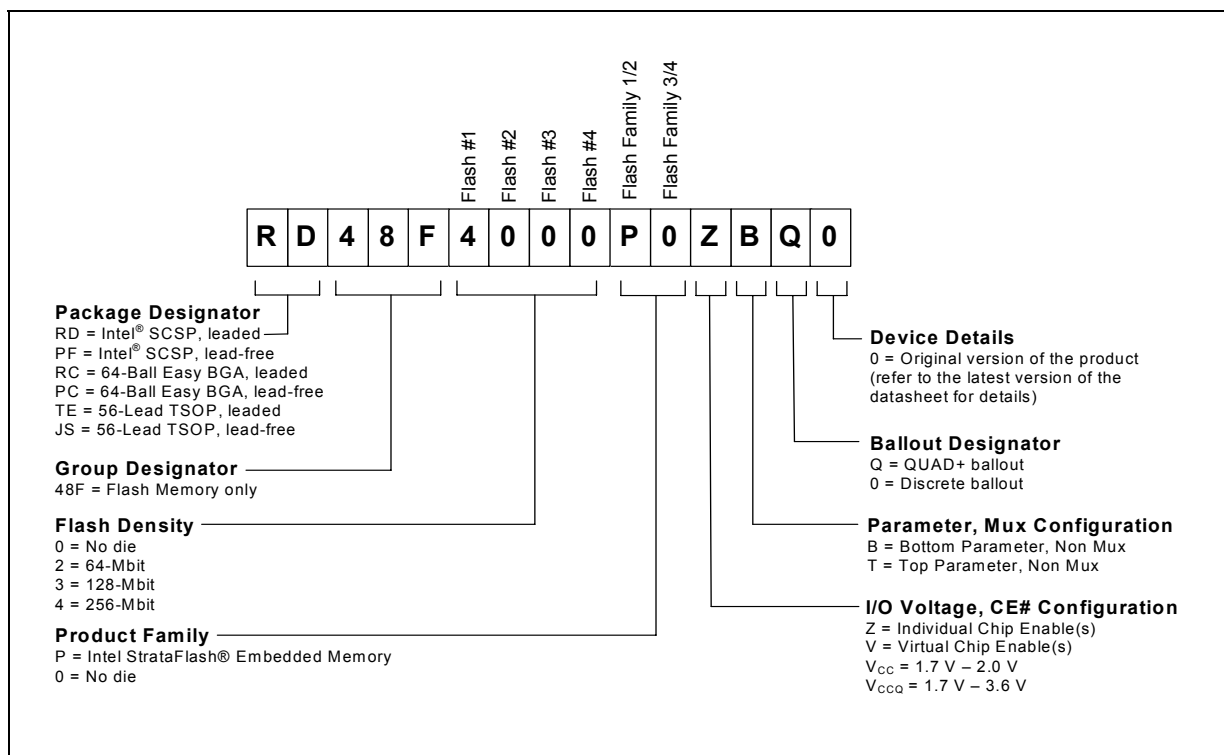 Flash #1
Flash #2
Flash #3
Flash #4
Flash Family 1/2
Flash Family 3/4
R D 4 8 F 4 0 0 0 P 0 Z B Q 0
Package Designator
RD = Intel® SCSP, leaded
PF = Intel® SCSP, lead-free
RC = 64-Ball Easy BGA, leaded
PC = 64-Ball Easy BGA, lead-free
TE = 56-Lead TSOP, leaded
JS = 56-Lead TSOP, lead-free
Group Designator
48F = Flash Memory only
Flash Density
0 = No die
2 = 64-Mbit
3 = 128-Mbit
4 = 256-Mbit
Product Family
P = Intel StrataFlash® Embedded Memory
0 = No die
Device Details
0 = Original version of the product
(refer to the latest version of the
datasheet for details)
Ballout Designator
Q = QUAD+ ballout
0 = Discrete ballout
Parameter, Mux Configuration
B = Bottom Parameter, Non Mux
T = Top Parameter, Non Mux
I/O Voltage, CE# Configuration
Z = Individual Chip Enable(s)
V = Virtual Chip Enable(s)
VCC = 1.7 V – 2.0 V
VCCQ = 1.7 V – 3.6 V